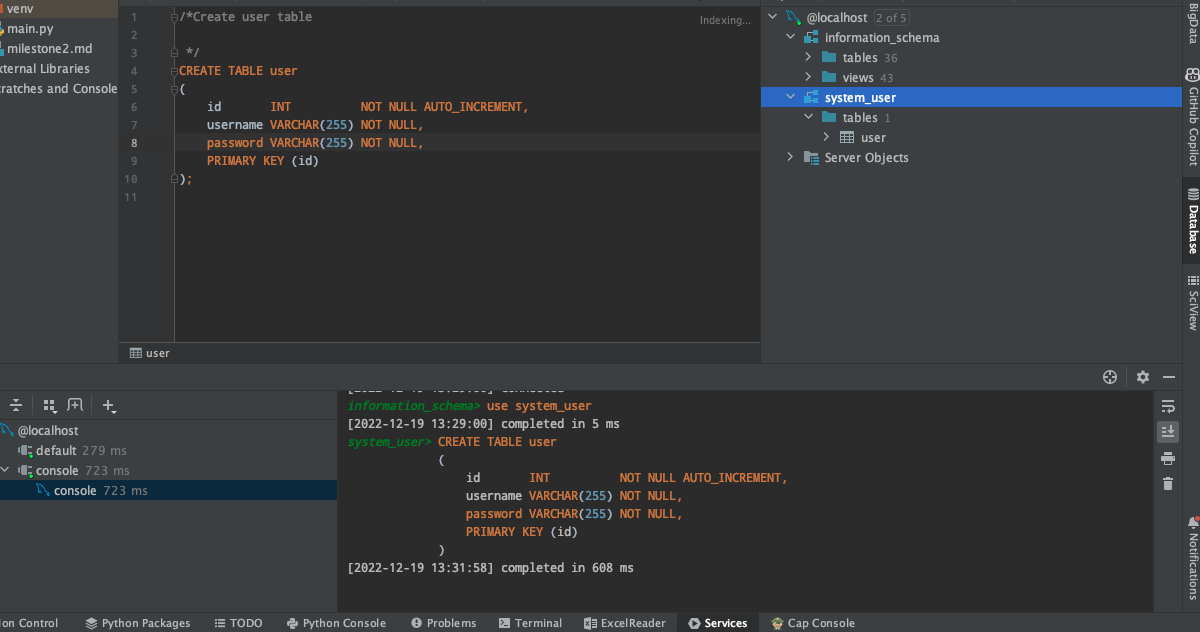 venv
main.py
milestone2.md
xternal Libraries
ratches and Console
1 /*Create user table
2
3 */
4 CREATE TABLE user
5 (
6 id INT NOT NULL AUTO_INCREMENT,
7 username VARCHAR(255) NOT NULL,
8 password VARCHAR(255) NOT NULL,
9 PRIMARY KEY (id)
10 );
11
Indexing...
user
@localhost 2 of 5
information_schema
tables 36
views 43
system_user
tables 1
user
Server Objects
BigData
GitHub Copilot
Database
SciView
Notifications
@localhost
default 279 ms
console 723 ms
console 723 ms
information_schema> use system_user
[2022-12-19 13:29:00] completed in 5 ms
system_user> CREATE TABLE user
(
id INT NOT NULL AUTO_INCREMENT,
username VARCHAR(255) NOT NULL,
password VARCHAR(255) NOT NULL,
PRIMARY KEY (id)
)
[2022-12-19 13:31:58] completed in 608 ms
ion Control Python Packages TODO Python Console Problems Terminal ExcelReader Services Cap Console